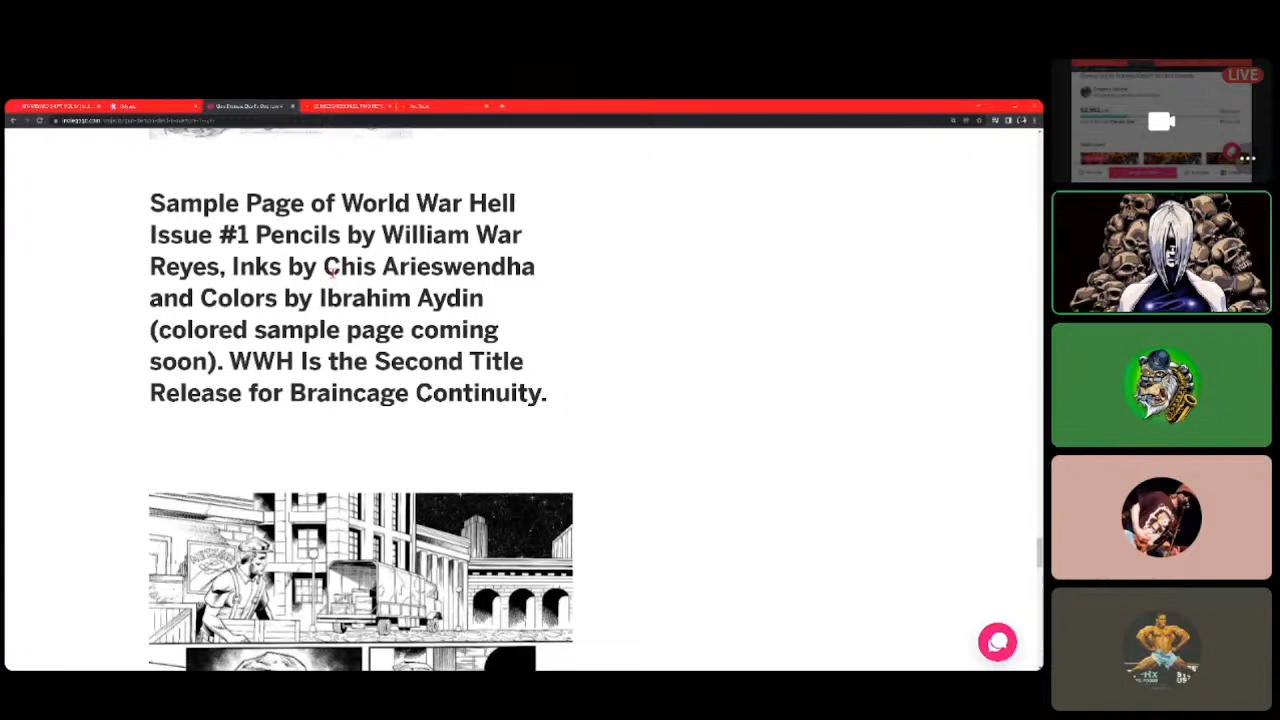 LIVE
Sample Page of World War Hell
Issue #1 Pencils by William War
Reyes, Inks by Chis Arieswendha
and Colors by Ibrahim Aydin
(colored sample page coming
soon). WWH Is the Second Title
Release for Braincage Continuity.